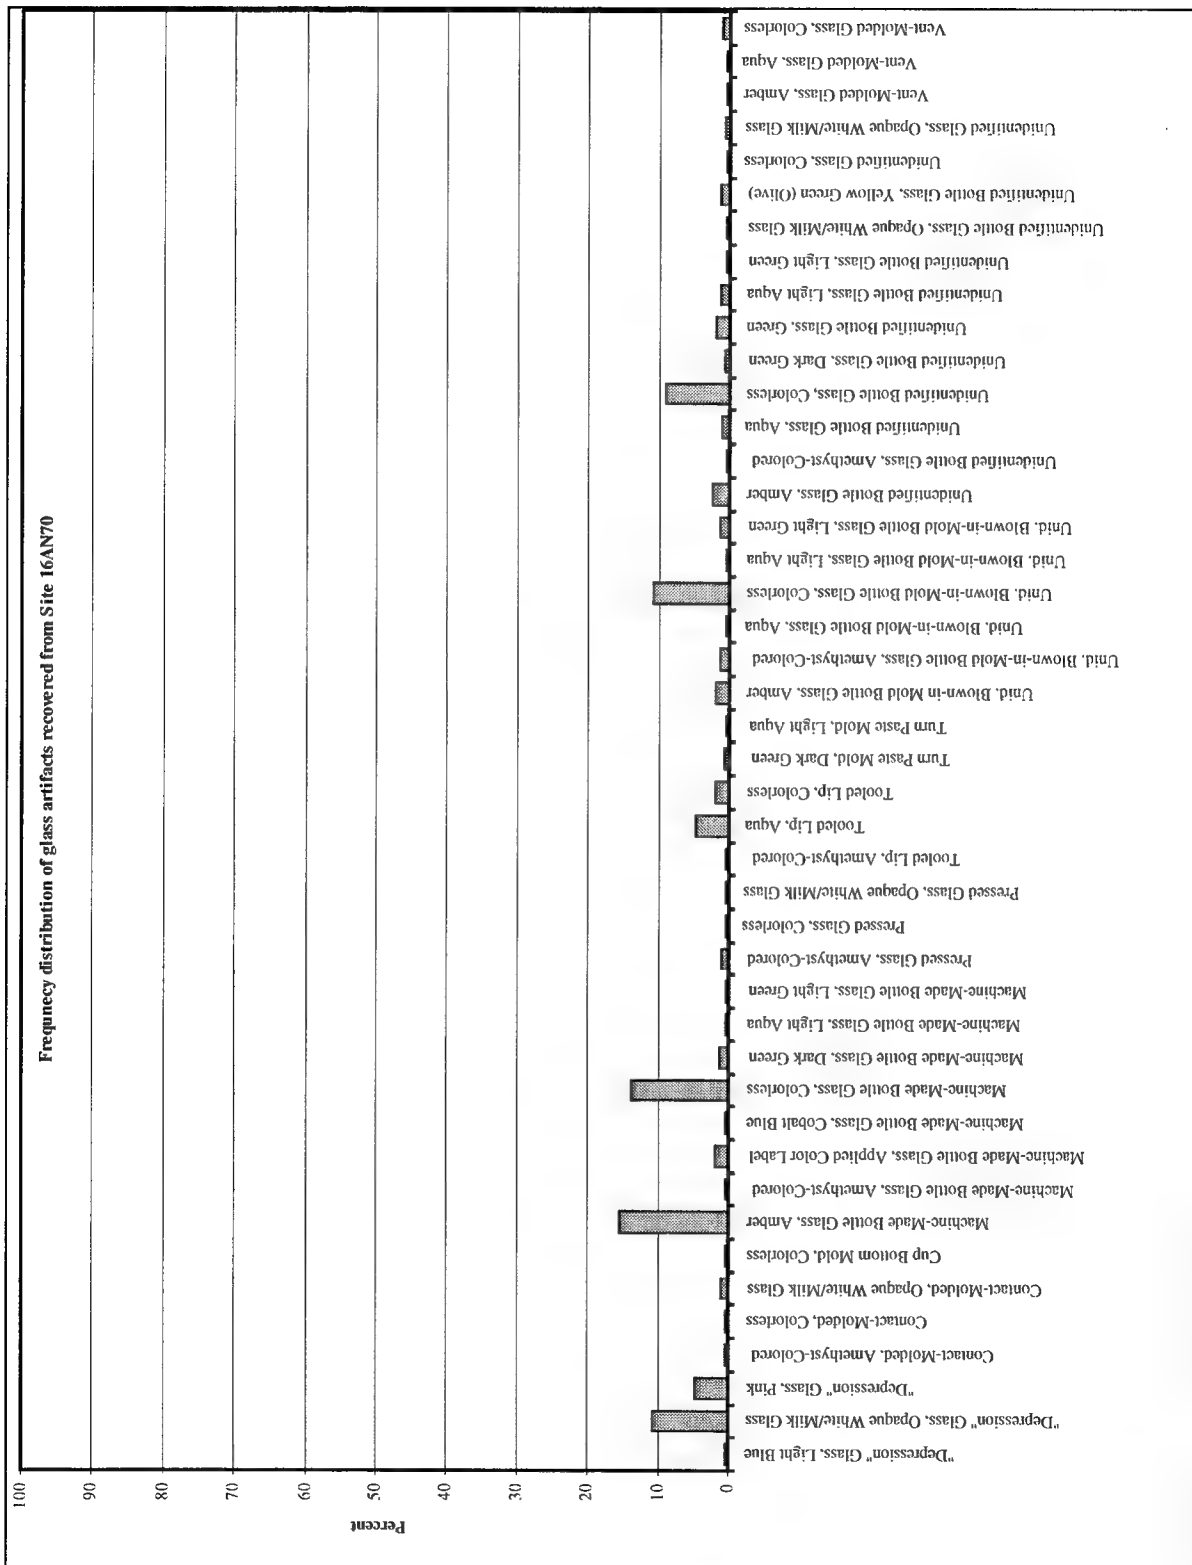 Frequnecy distribution of glass artifacts recovered from Site 16AN70
100
90
80
70
60
50
40
30
20
10
0
Percent
"Depression" Glass, Light Blue
"Depression" Glass, Opaque White/Milk Glass
"Depression" Glass, Pink
Contact-Molded, Amethyst-Colored
Contact-Molded, Colorless
Contact-Molded, Opaque White/Milk Glass
Cup Bottom Mold, Colorless
Machine-Made Bottle Glass, Amber
Machine-Made Bottle Glass, Amethyst-Colored
Machine-Made Bottle Glass, Applied Color Label
Machine-Made Bottle Glass, Cobalt Blue
Machine-Made Bottle Glass, Colorless
Machine-Made Bottle Glass, Dark Green
Machine-Made Bottle Glass, Light Aqua
Machine-Made Bottle Glass, Light Green
Pressed Glass, Amethyst-Colored
Pressed Glass, Colorless
Pressed Glass, Opaque White/Milk Glass
Tooled Lip, Amethyst-Colored
Tooled Lip, Aqua
Tooled Lip, Colorless
Turn Paste Mold, Dark Green
Turn Paste Mold, Light Aqua
Unid. Blown-in Mold Bottle Glass, Amber
Unid. Blown-in-Mold Bottle Glass, Amethyst-Colored
Unid. Blown-in-Mold Bottle Glass, Aqua
Unid. Blown-in-Mold Bottle Glass, Colorless
Unid. Blown-in-Mold Bottle Glass, Light Aqua
Unid. Blown-in-Mold Bottle Glass, Light Green
Unidentified Bottle Glass, Amber
Unidentified Bottle Glass, Amethyst-Colored
Unidentified Bottle Glass, Aqua
Unidentified Bottle Glass, Colorless
Unidentified Bottle Glass, Dark Green
Unidentified Bottle Glass, Green
Unidentified Bottle Glass, Light Aqua
Unidentified Bottle Glass, Light Green
Unidentified Bottle Glass, Opaque White/Milk Glass
Unidentified Bottle Glass, Yellow Green (Olive)
Unidentified Glass, Colorless
Unidentified Glass, Opaque White/Milk Glass
Vent-Molded Glass, Amber
Vent-Molded Glass, Aqua
Vent-Molded Glass, Colorless